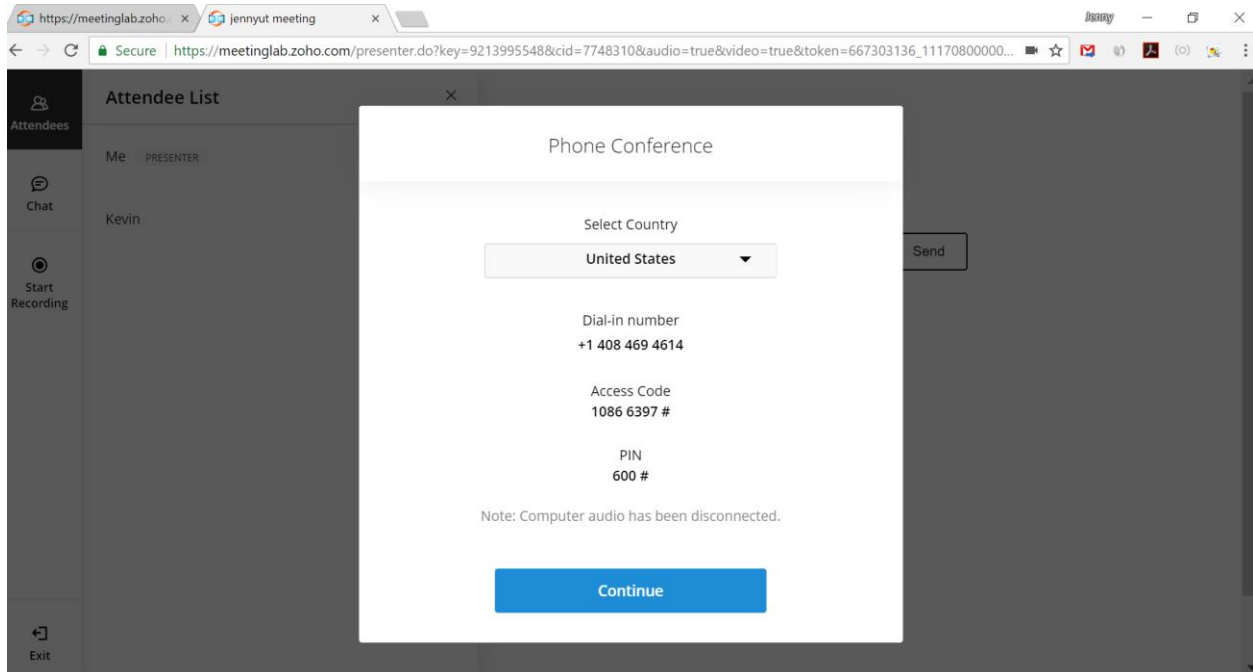 https://meetinglab.zoho.
jennyut meeting
Jenny
Secure
https://meetinglab.zoho.com/presenter.do?key=9213995548&cid=7748310&audio=true&video=true&token=667303136_11170800000...
Attendees
Chat
Start
Recording
Exit
Attendee List
Me PRESENTER
Kevin
Phone Conference
Select Country
United States
Dial-in number
+1 408 469 4614
Access Code
1086 6397 #
PIN
600 #
Note: Computer audio has been disconnected.
Continue
Send